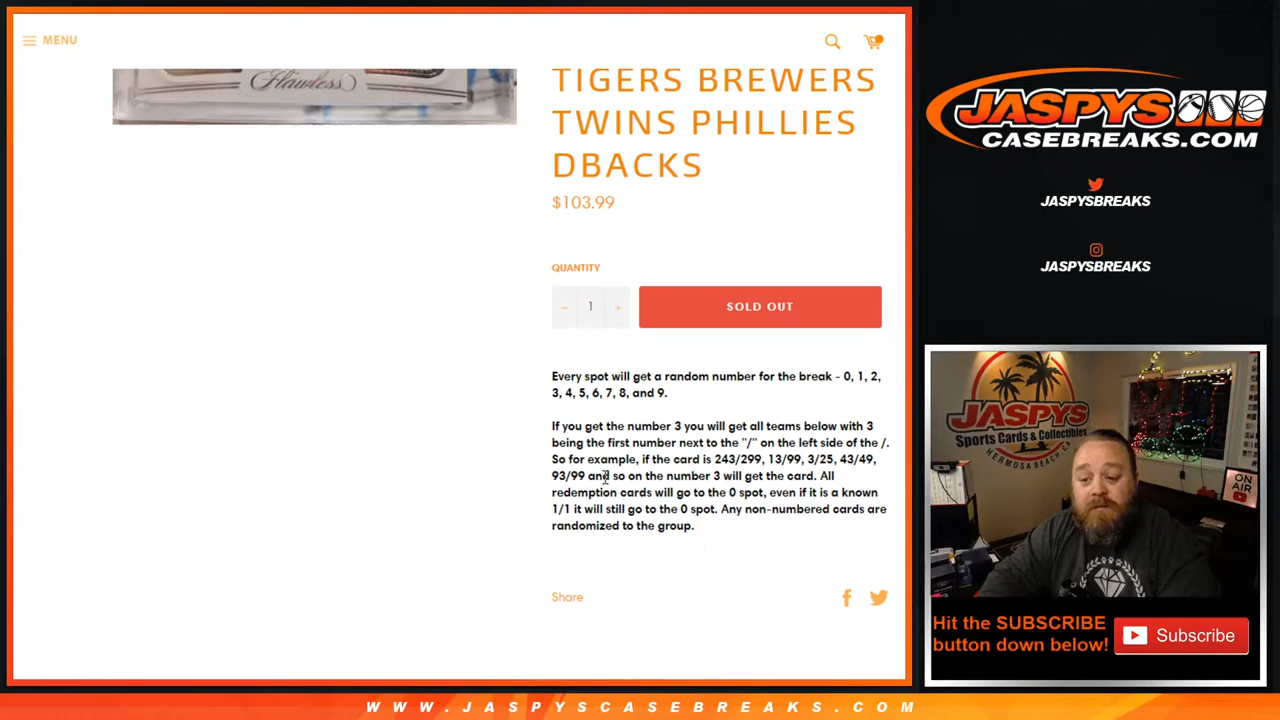 MENU
Flawless
TIGERS BREWERS
TWINS PHILLIES
DBACKS
$103.99
QUANTITY
− 1 +
SOLD OUT
Every spot will get a random number for the break - 0, 1, 2,
3, 4, 5, 6, 7, 8, and 9.
If you get the number 3 you will get all teams below with 3
being the first number next to the "/" on the left side of the /.
So for example, if the card is 243/299, 13/99, 3/25, 43/49,
93/99 and so on the number 3 will get the card. All
redemption cards will go to the 0 spot, even if it is a known
1/1 it will still go to the 0 spot. Any non-numbered cards are
randomized to the group.
Share
JASPYS
CASEBREAKS.COM
JASPYSBREAKS
JASPYSBREAKS
JASPYS
Sports Cards & Collectibles
HERMOSA BEACH, CA
Hit the SUBSCRIBE
button down below!
Subscribe
WWW.JASPYSCASEBREAKS.COM